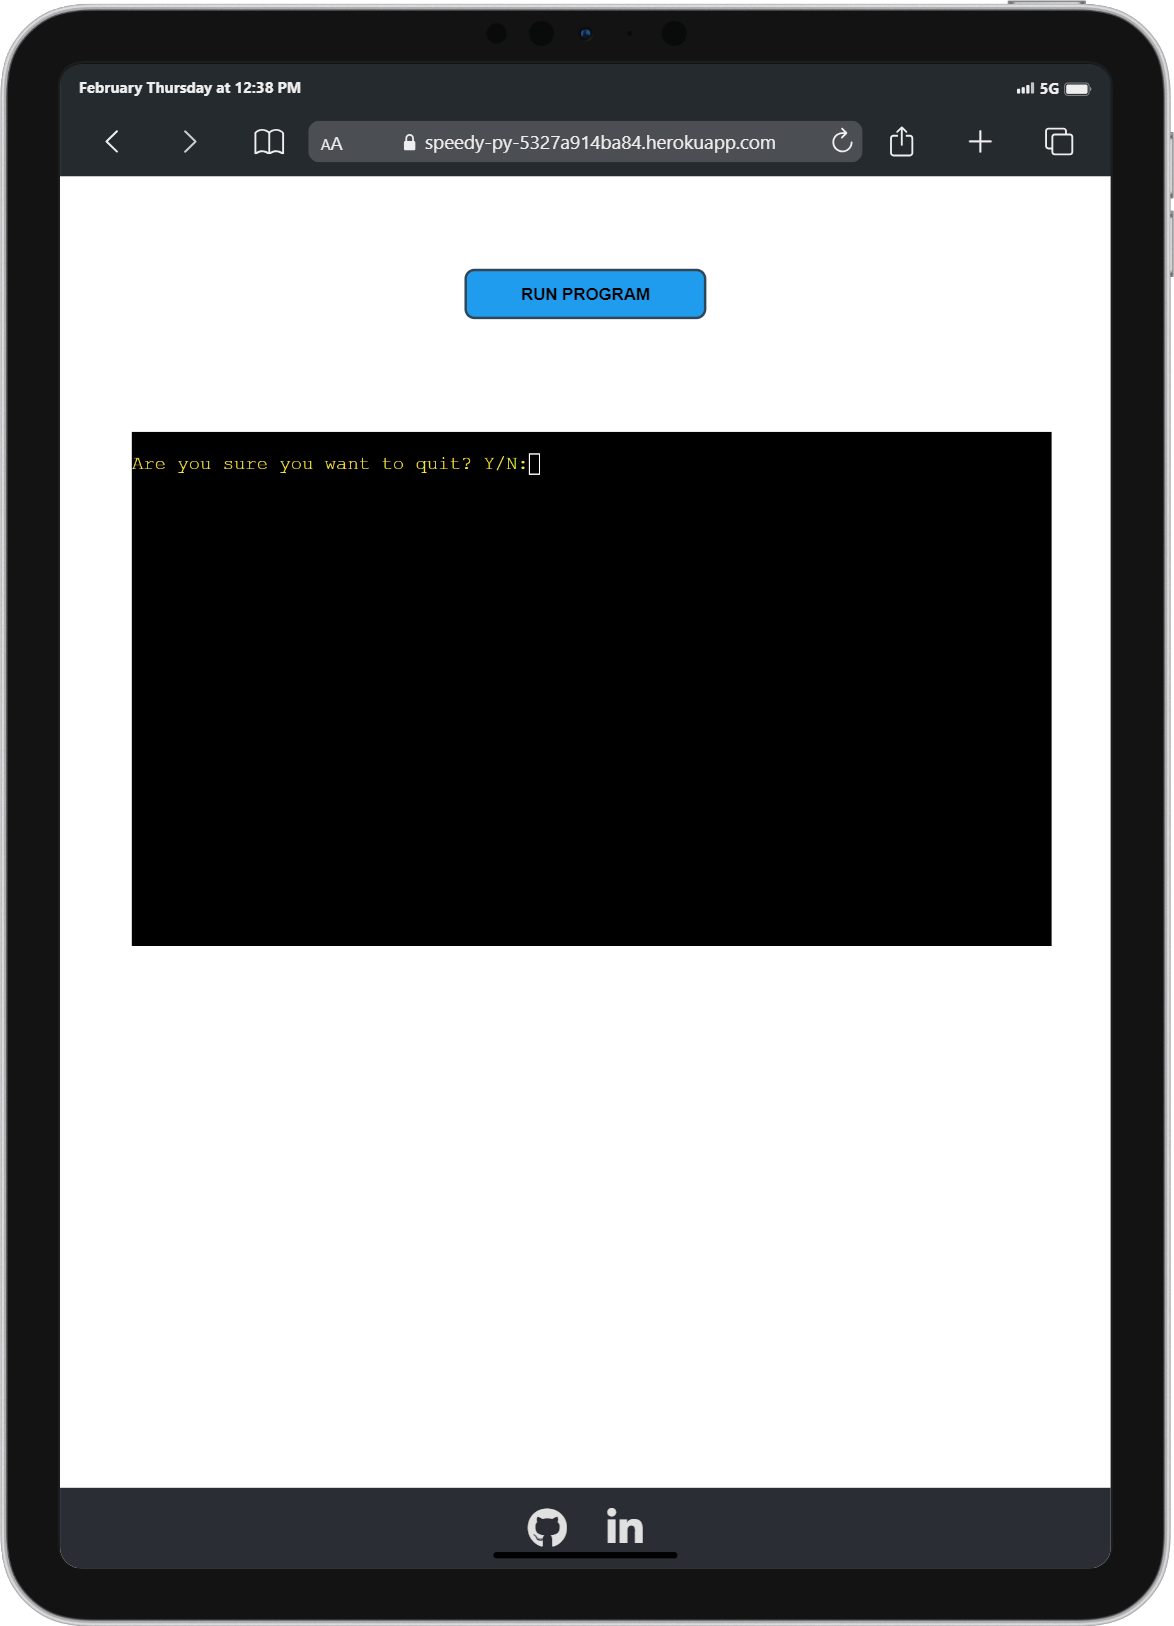 February Thursday at 12:38 PM
5G
AA
speedy-py-5327a914ba84.herokuapp.com
RUN PROGRAM
Are you sure you want to quit? Y/N:
in